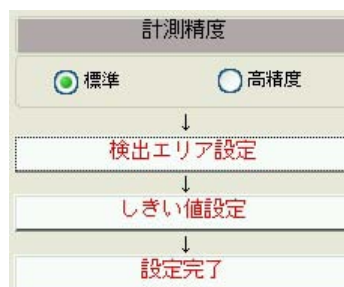 計測精度
標準 高精度
↓
検出エリア設定
↓
しきい値設定
↓
設定完了